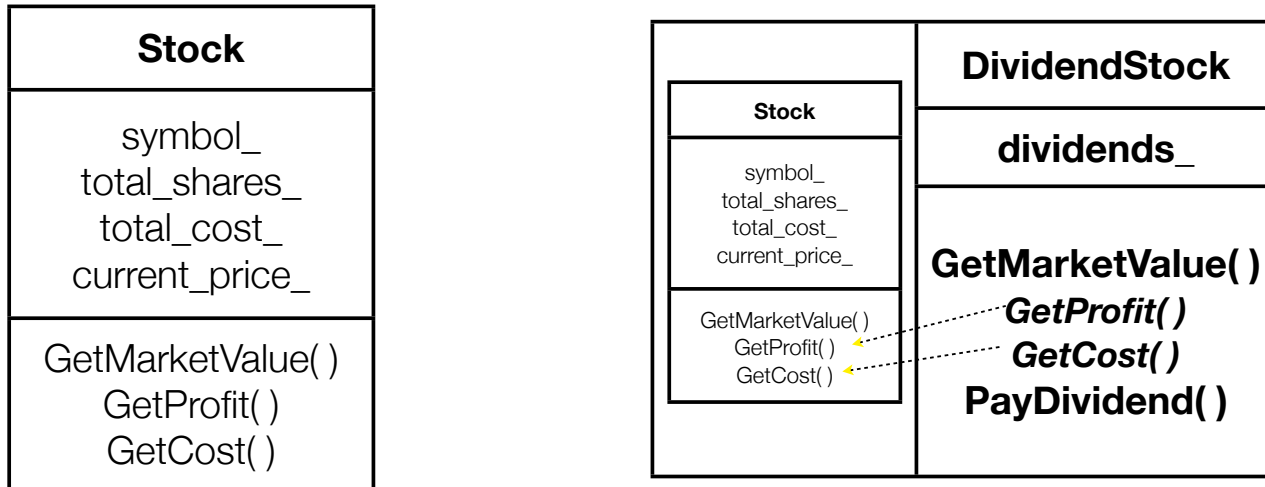 Stock
symbol_
total_shares_
total_cost_
current_price_
GetMarketValue( )
GetProfit( )
GetCost( )
Stock
symbol_
total_shares_
total_cost_
current_price_
GetMarketValue( )
GetProfit( )
GetCost( )
DividendStock
dividends_
GetMarketValue( )
GetProfit( )
GetCost( )
PayDividend( )